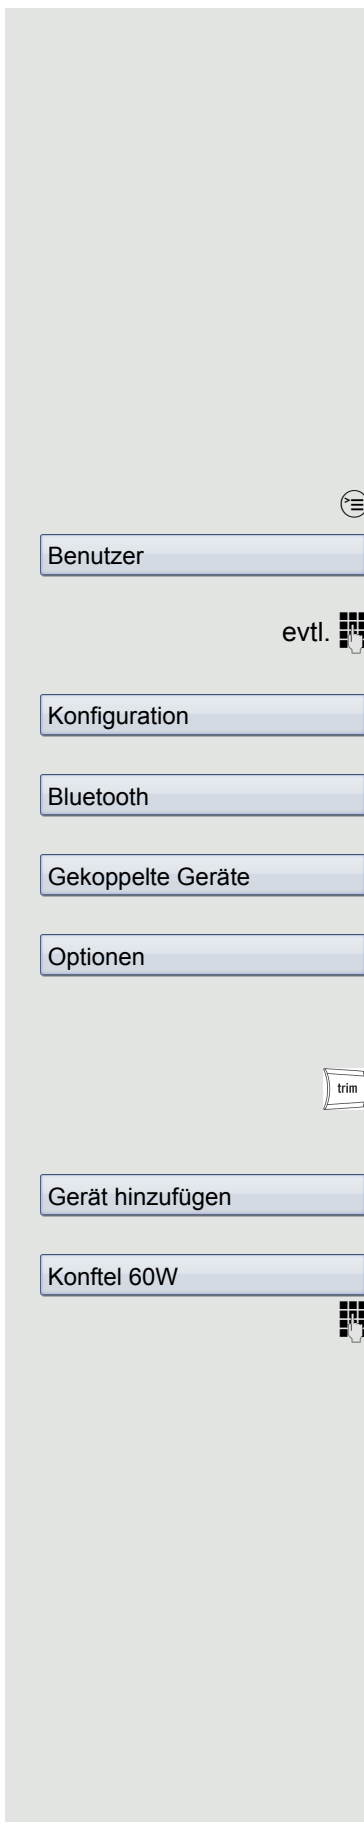 Benutzer
evtl.
Konfiguration
Bluetooth
Gekoppelte Geräte
Optionen
trim
Gerät hinzufügen
Konftel 60W